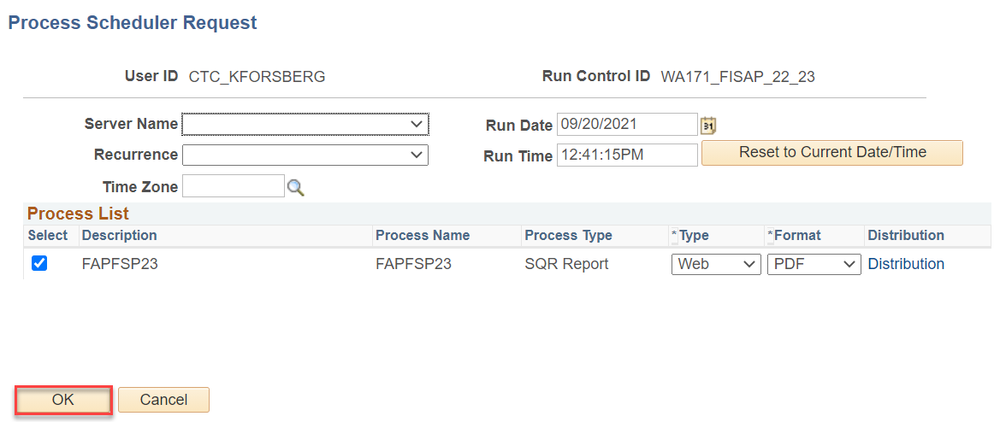 Process Scheduler Request
User ID CTC_KFORSBERG Run Control ID WA171_FISAP_22_23
Server Name Run Date 09/20/2021 31
Recurrence Run Time 12:41:15PM Reset to Current Date/Time
Time Zone
Process List
Select Description Process Name Process Type *Type *Format Distribution
FAPFSP23 FAPFSP23 SQR Report Web PDF Distribution
OK Cancel